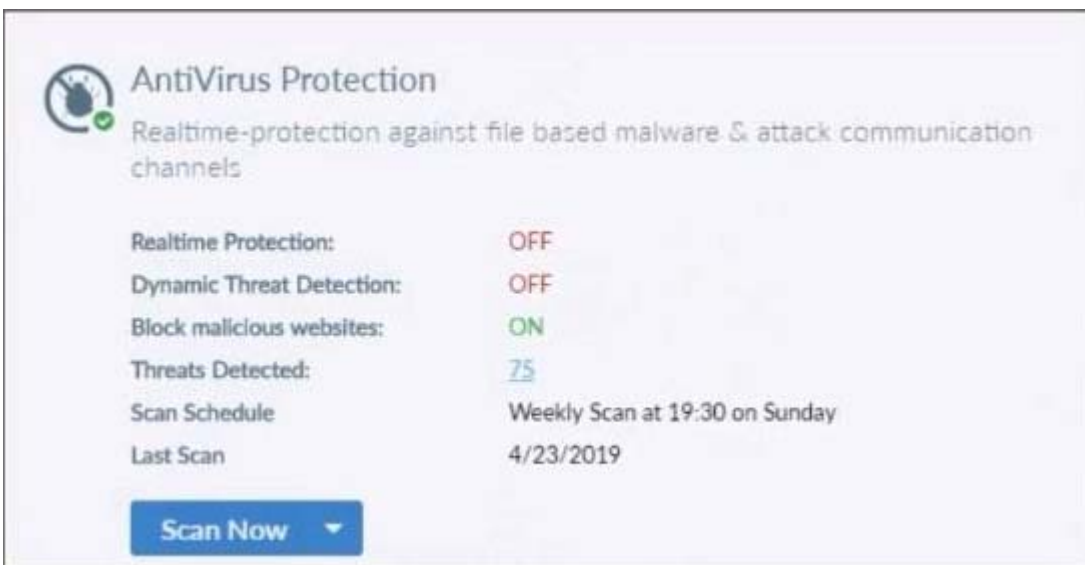 AntiVirus Protection
Realtime-protection against file based malware & attack communication
channels
Realtime Protection: OFF
Dynamic Threat Detection: OFF
Block malicious websites: ON
Threats Detected: 75
Scan Schedule Weekly Scan at 19:30 on Sunday
Last Scan 4/23/2019
Scan Now